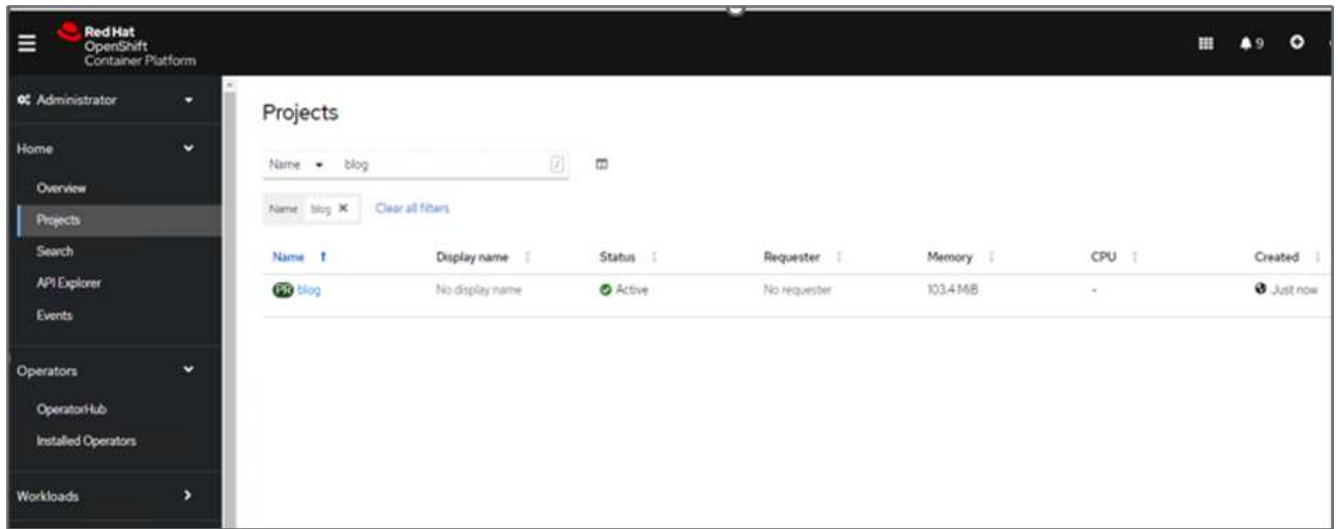 Red Hat
OpenShift
Container Platform
9
Administrator
Home
Overview
Projects
Search
API Explorer
Events
Operators
OperatorHub
Installed Operators
Workloads
Projects
Name blog /
Name blog Clear all filters
Name Display name Status Requester Memory CPU Created
PR blog No display name Active No requester 103.4 MiB - Just now